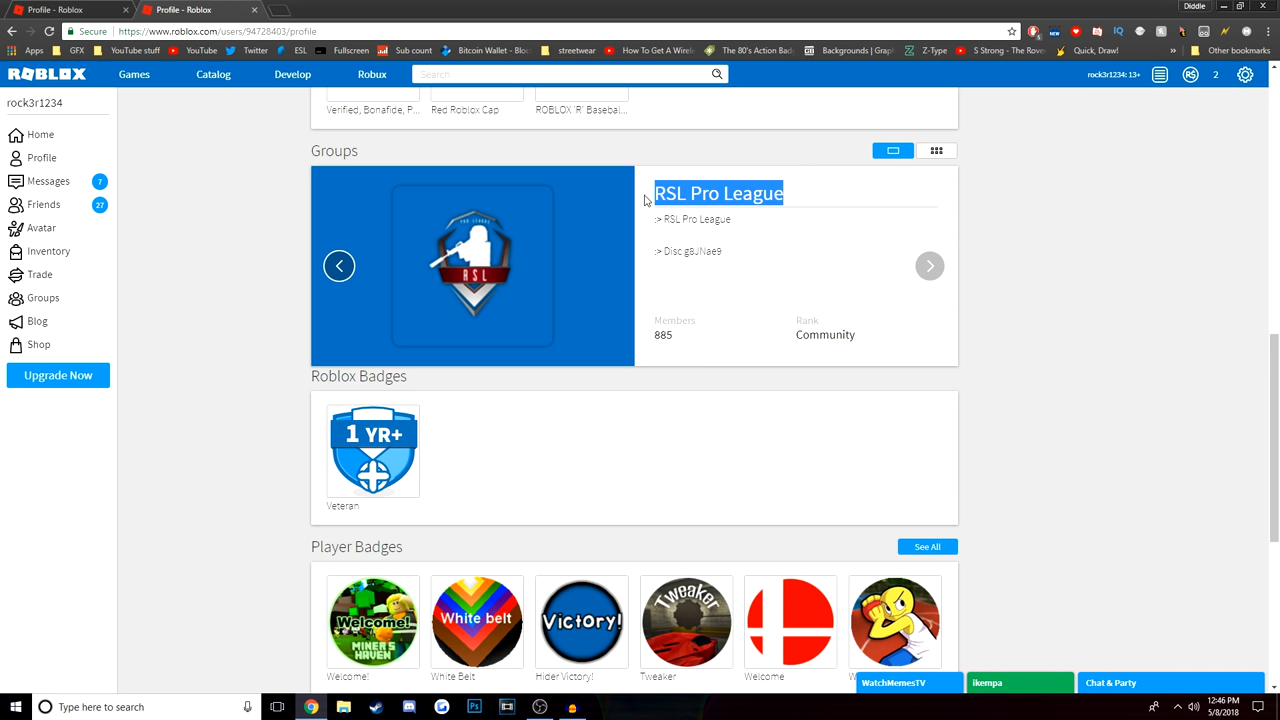 Profile - Roblox
Profile - Roblox
Diddle
Secure
https://www.roblox.com/users/94728403/profile
Apps GFX YouTube stuff YouTube Twitter ESL Fullscreen Sub count Bitcoin Wallet - Blo streetwear How To Get A Wirele The 80's Action Bad Backgrounds | Grap Z-Type S Strong - The Rove Quick, Draw! Other bookmarks
ROBLOX Games Catalog Develop Robux Search rock3r1234: 13+ R$ 2
rock3r1234
Home
Profile
Messages 7
Friends 27
Avatar
Inventory
Trade
Groups
Blog
Shop
Upgrade Now
Verified, Bonafide, P... Red Roblox Cap ROBLOX 'R' Basebal...
Groups
PRO LEAGUE
RSL
RSL Pro League
:> RSL Pro League
:> Disc g8JNae9
Members Rank
885 Community
Roblox Badges
1 YR+
Veteran
Player Badges See All
Welcome!
MINER'S
HAVEN
White belt
Victory!
Tweaker
Welcome! White Belt Hider Victory! Tweaker Welcome
WatchMemesTV ikempa Chat & Party
Type here to search
12:46 PM
5/8/2018